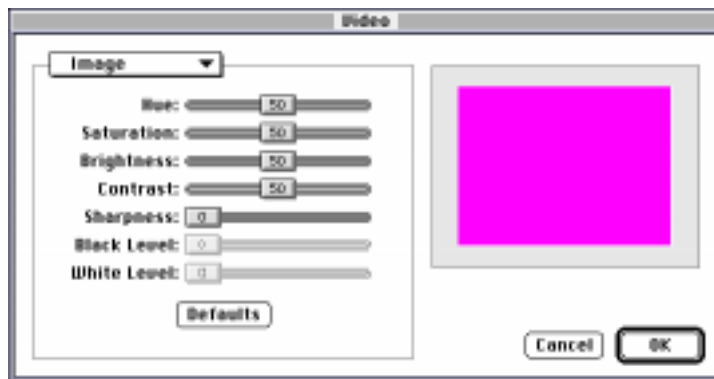 Video
Image
Hue: 50
Saturation: 50
Brightness: 50
Contrast: 50
Sharpness: 0
Black Level: 0
White Level: 0
Defaults
Cancel OK